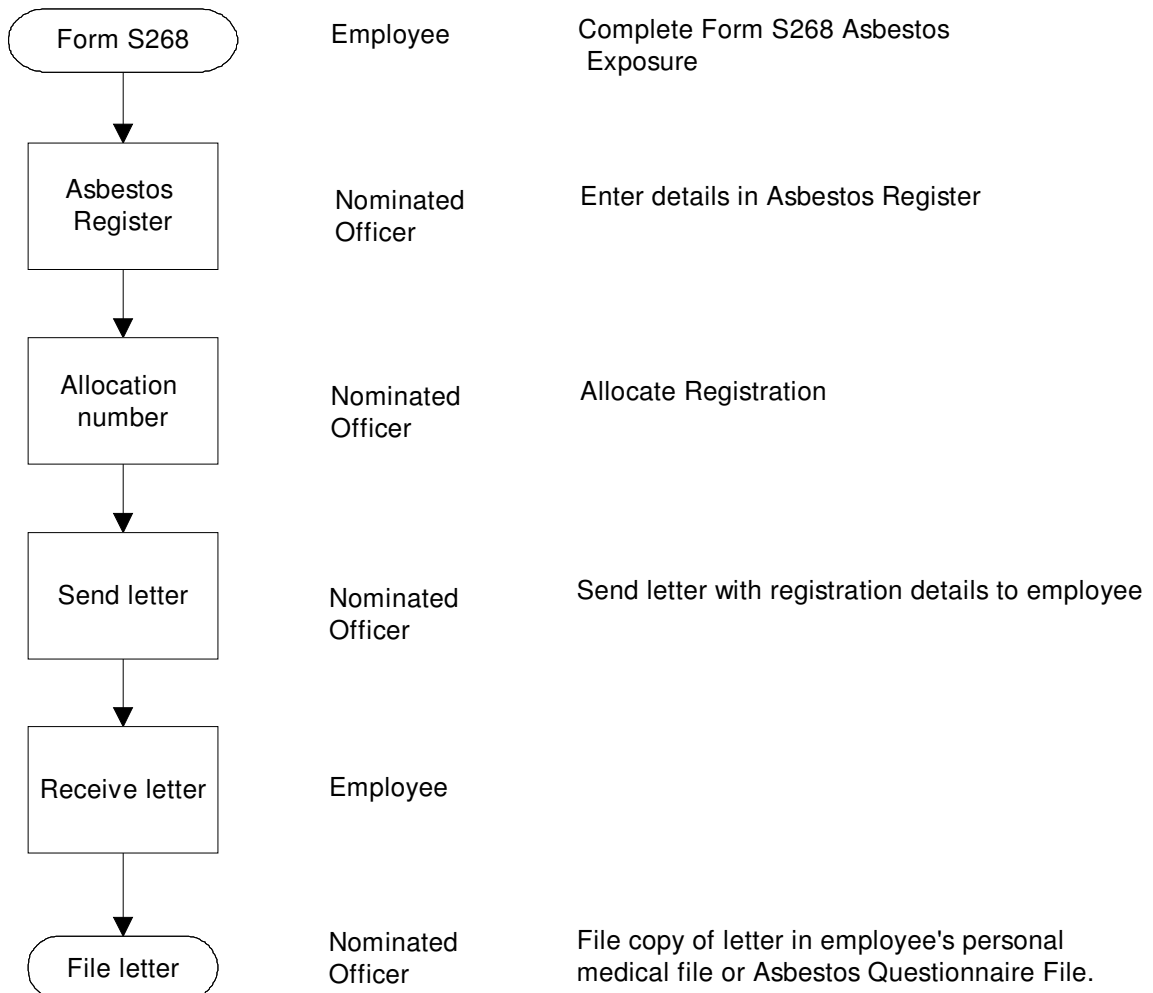 Form S268
Employee
Complete Form S268 Asbestos
Exposure
Asbestos
Register
Nominated
Officer
Enter details in Asbestos Register
Allocation
number
Nominated
Officer
Allocate Registration
Send letter
Nominated
Officer
Send letter with registration details to employee
Receive letter
Employee
File letter
Nominated
Officer
File copy of letter in employee's personal
medical file or Asbestos Questionnaire File.